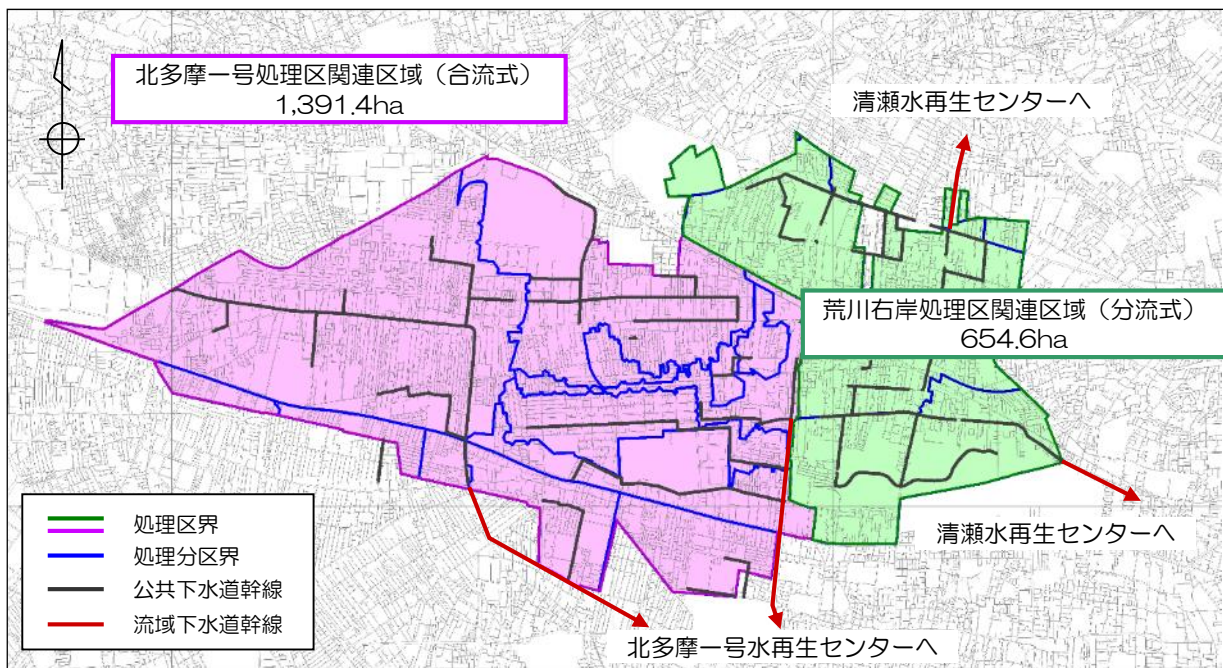 北多摩一号処理区関連区域（合流式）
1,391.4ha
清瀬水再生センターへ
荒川右岸処理区関連区域（分流式）
654.6ha
処理区界
処理分区界
公共下水道幹線
流域下水道幹線
清瀬水再生センターへ
北多摩一号水再生センターへ